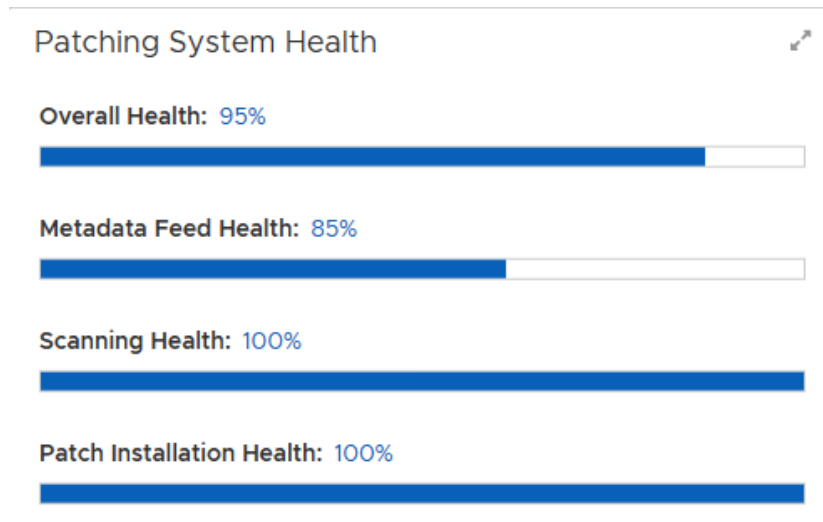 Patching System Health
Overall Health: 95%
Metadata Feed Health: 85%
Scanning Health: 100%
Patch Installation Health: 100%